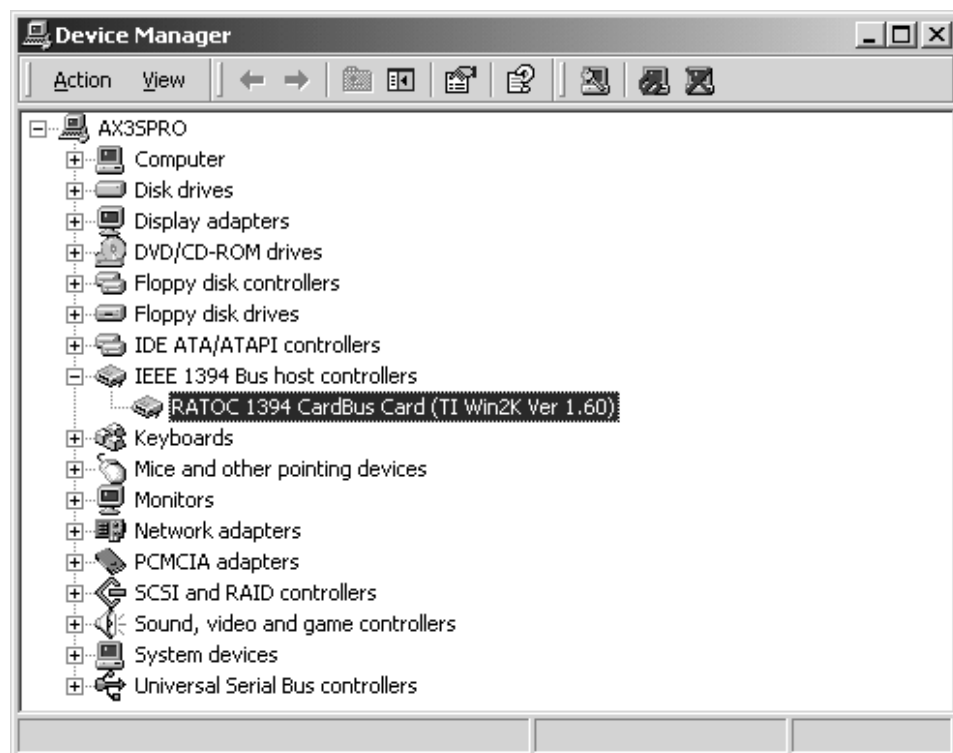 Device Manager
Action View
AX3SPRO
Computer
Disk drives
Display adapters
DVD/CD-ROM drives
Floppy disk controllers
Floppy disk drives
IDE ATA/ATAPI controllers
IEEE 1394 Bus host controllers
RATOC 1394 CardBus Card (TI Win2K Ver 1.60)
Keyboards
Mice and other pointing devices
Monitors
Network adapters
PCMCIA adapters
SCSI and RAID controllers
Sound, video and game controllers
System devices
Universal Serial Bus controllers